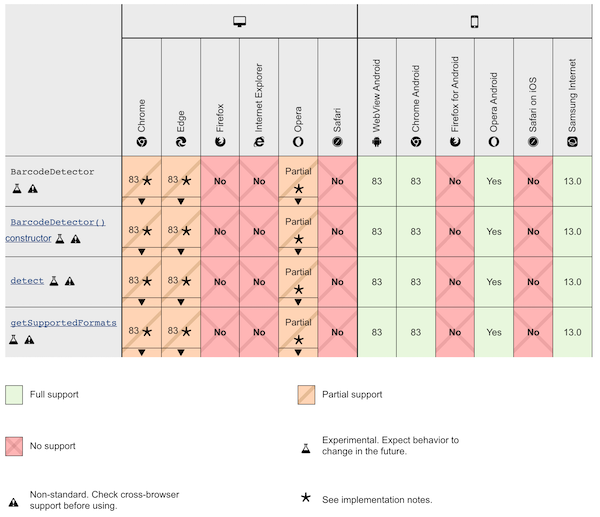 Chrome
Edge
Firefox
Internet Explorer
Opera
Safari
WebView Android
Chrome Android
Firefox for Android
Opera Android
Safari on iOS
Samsung Internet
BarcodeDetector
83 83 No No Partial No 83 83 No Yes No 13.0
BarcodeDetector()
constructor
83 83 No No Partial No 83 83 No Yes No 13.0
detect
83 83 No No Partial No 83 83 No Yes No 13.0
getSupportedFormats
83 83 No No Partial No 83 83 No Yes No 13.0
Full support
Partial support
No support
Experimental. Expect behavior to
change in the future.
Non-standard. Check cross-browser
support before using.
See implementation notes.